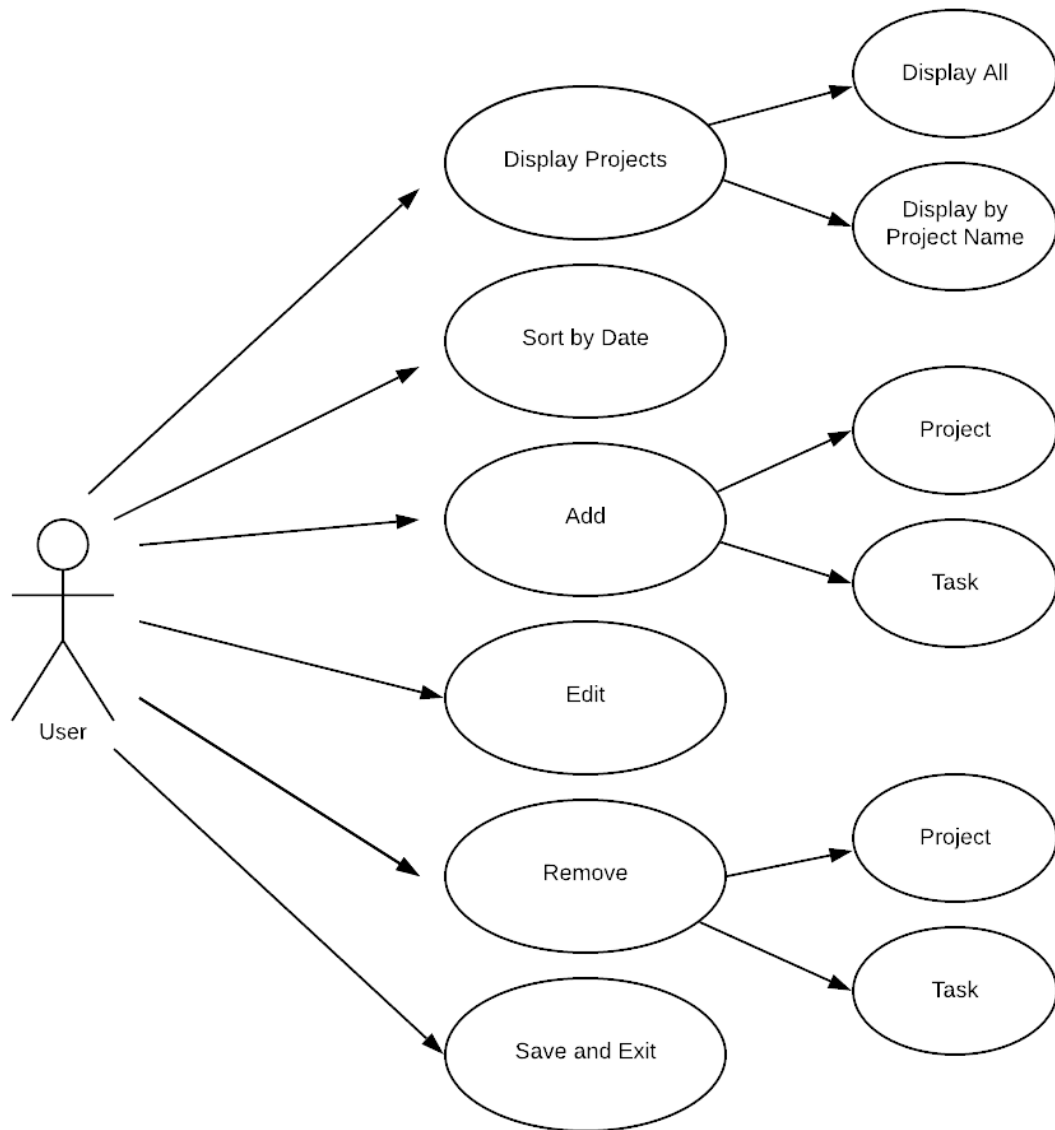 Display All
Display Projects
Display by
Project Name
Sort by Date
Project
Add
Task
Edit
User
Project
Remove
Task
Save and Exit